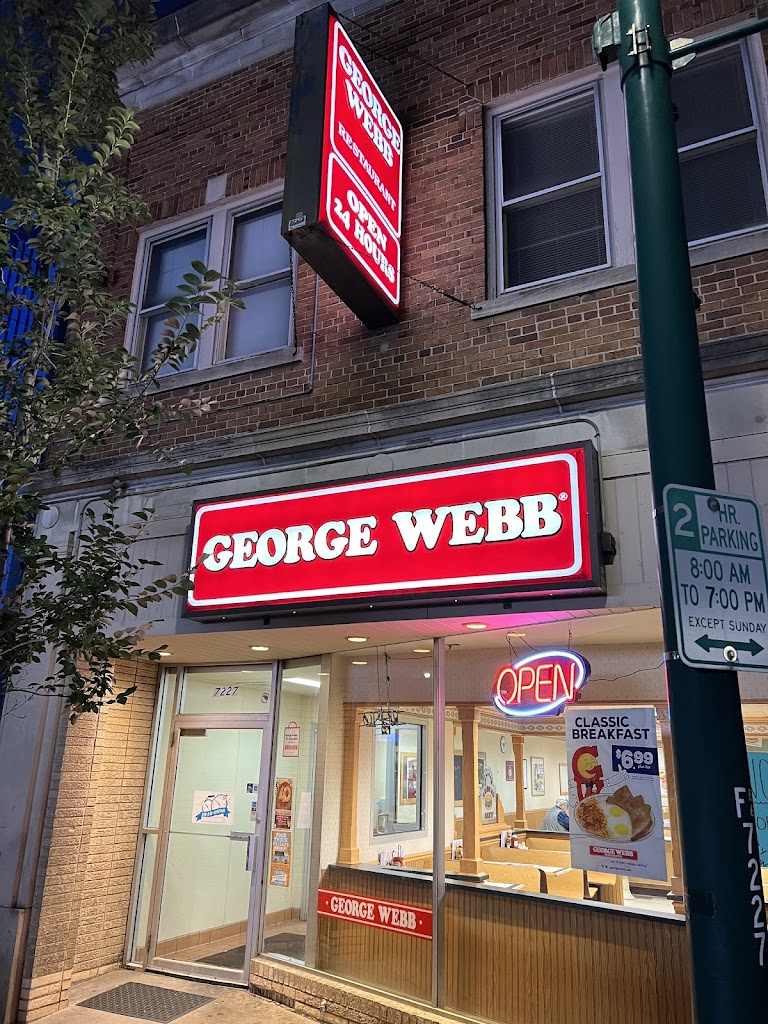 GEORGE
WEBB
RESTAURANT
OPEN
24 HOURS
GEORGE WEBB®
2 HR.
PARKING
8:00 AM
TO 7:00 PM
EXCEPT SUNDAY
7227
OPEN
CLASSIC
BREAKFAST
$6.99
GEORGE WEBB
· GEORGE WEBB ·
F7227